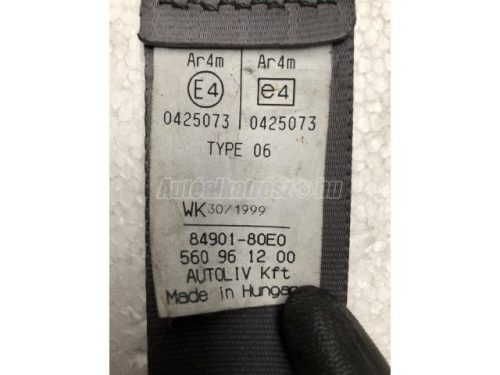 Ar4m Ar4m
E4 e4
0425073 0425073
TYPE 06
Autóalkatrész.hu
WK 30/1999
84901-80E0
560 96 12 00
AUTOLIV Kft
Made in Hungar